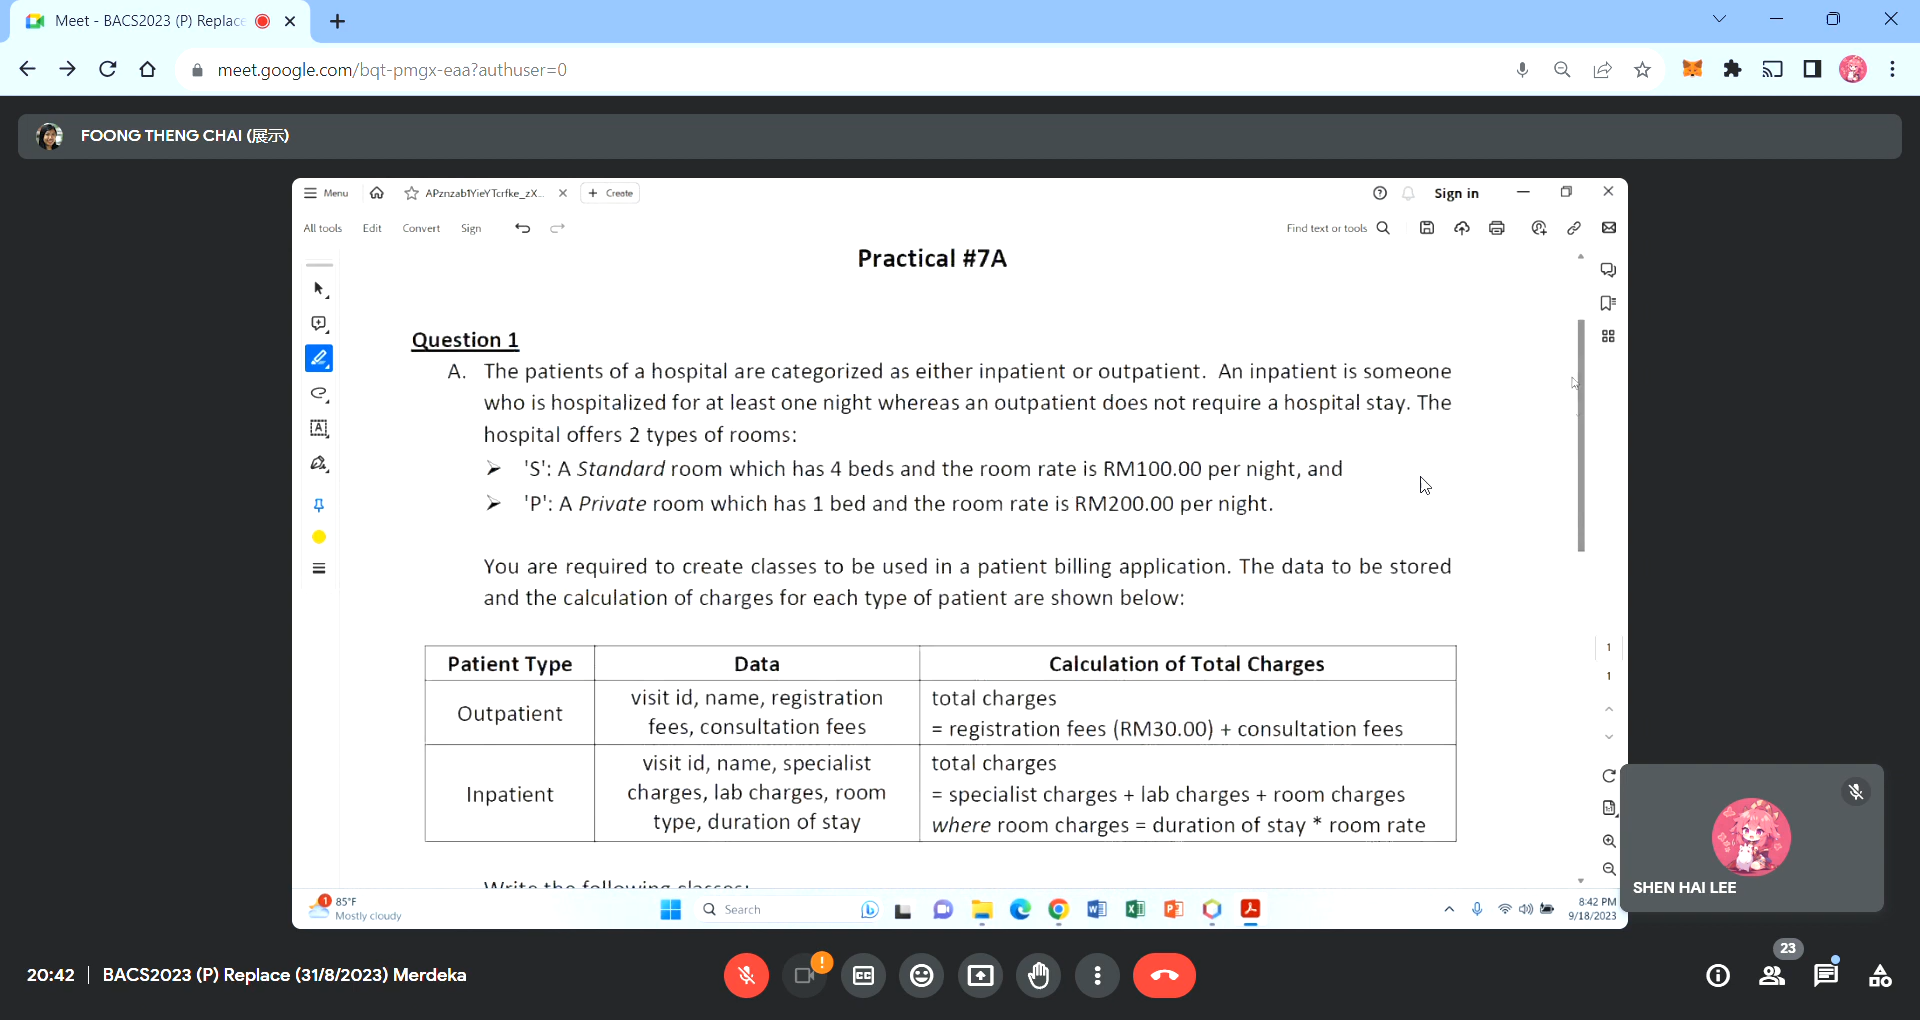 Meet - BACS2023 (P) Replace
meet.google.com/bqt-pmgx-eaa?authuser=0
FOONG THENG CHAI (展示)
Menu
APznzab1YieYTcrfke_zX...
Create
Sign in
All tools
Edit
Convert
Sign
Find text or tools
Practical #7A
Question 1
A. The patients of a hospital are categorized as either inpatient or outpatient. An inpatient is someone
who is hospitalized for at least one night whereas an outpatient does not require a hospital stay. The
hospital offers 2 types of rooms:
➢ 'S': A Standard room which has 4 beds and the room rate is RM100.00 per night, and
➢ 'P': A Private room which has 1 bed and the room rate is RM200.00 per night.
You are required to create classes to be used in a patient billing application. The data to be stored
and the calculation of charges for each type of patient are shown below:
Patient Type
Data
Calculation of Total Charges
Outpatient
visit id, name, registration
fees, consultation fees
total charges
= registration fees (RM30.00) + consultation fees
Inpatient
visit id, name, specialist
charges, lab charges, room
type, duration of stay
total charges
= specialist charges + lab charges + room charges
where room charges = duration of stay * room rate
Write the following classes:
1
1
SHEN HAI LEE
1
85°F
Mostly cloudy
Search
8:42 PM
9/18/2023
20:42 | BACS2023 (P) Replace (31/8/2023) Merdeka
23